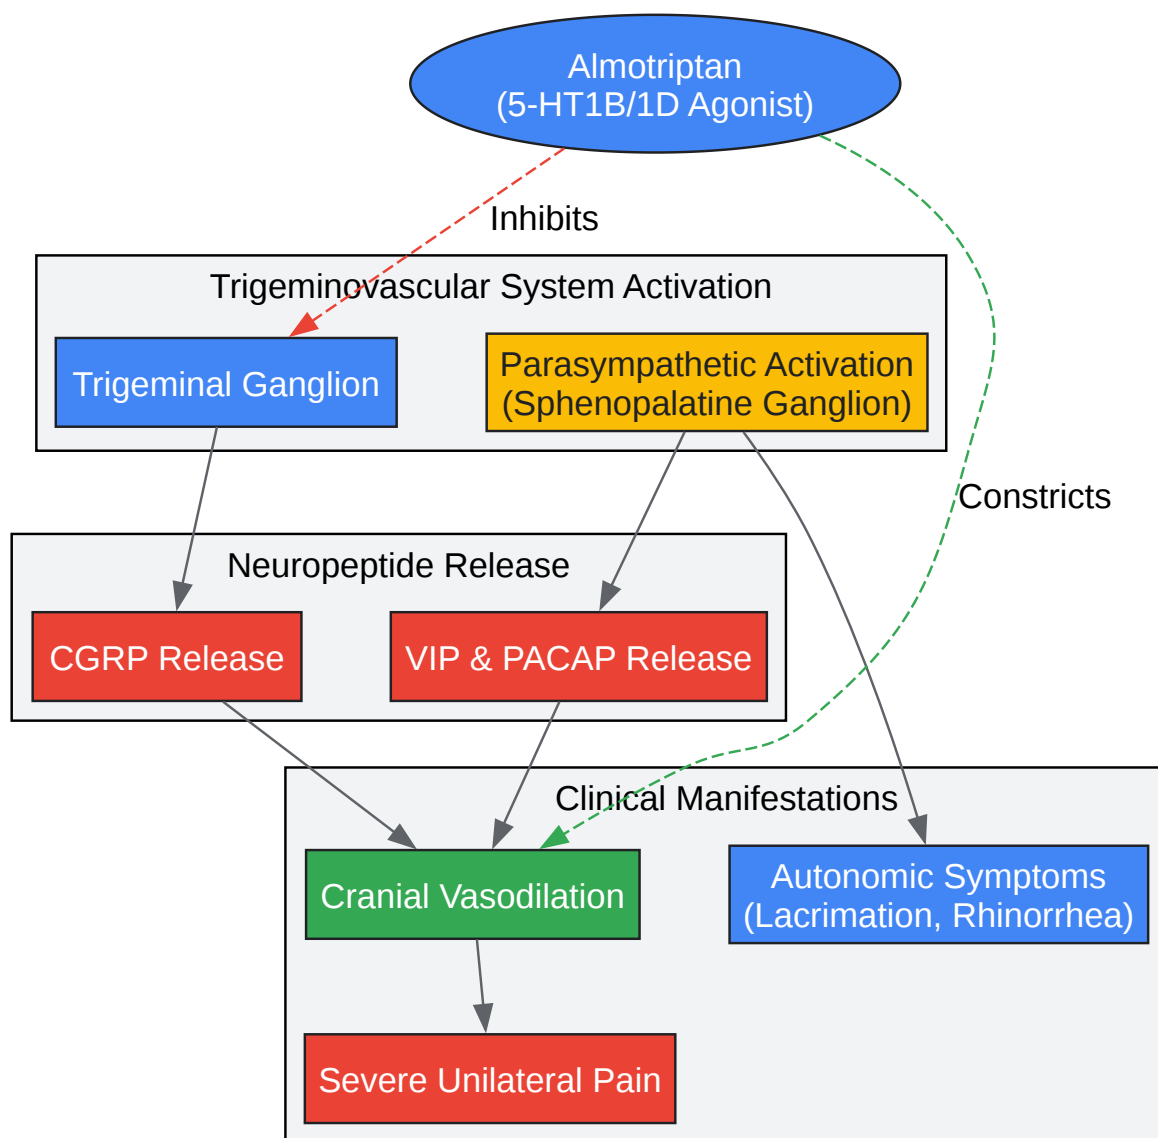 Almotriptan
(5-HT1B/1D Agonist)
Inhibits
Trigeminovascular System Activation
Trigeminal Ganglion
Parasympathetic Activation
(Sphenopalatine Ganglion)
Constricts
Neuropeptide Release
CGRP Release
VIP & PACAP Release
Clinical Manifestations
Cranial Vasodilation
Autonomic Symptoms
(Lacrimation, Rhinorrhea)
Severe Unilateral Pain